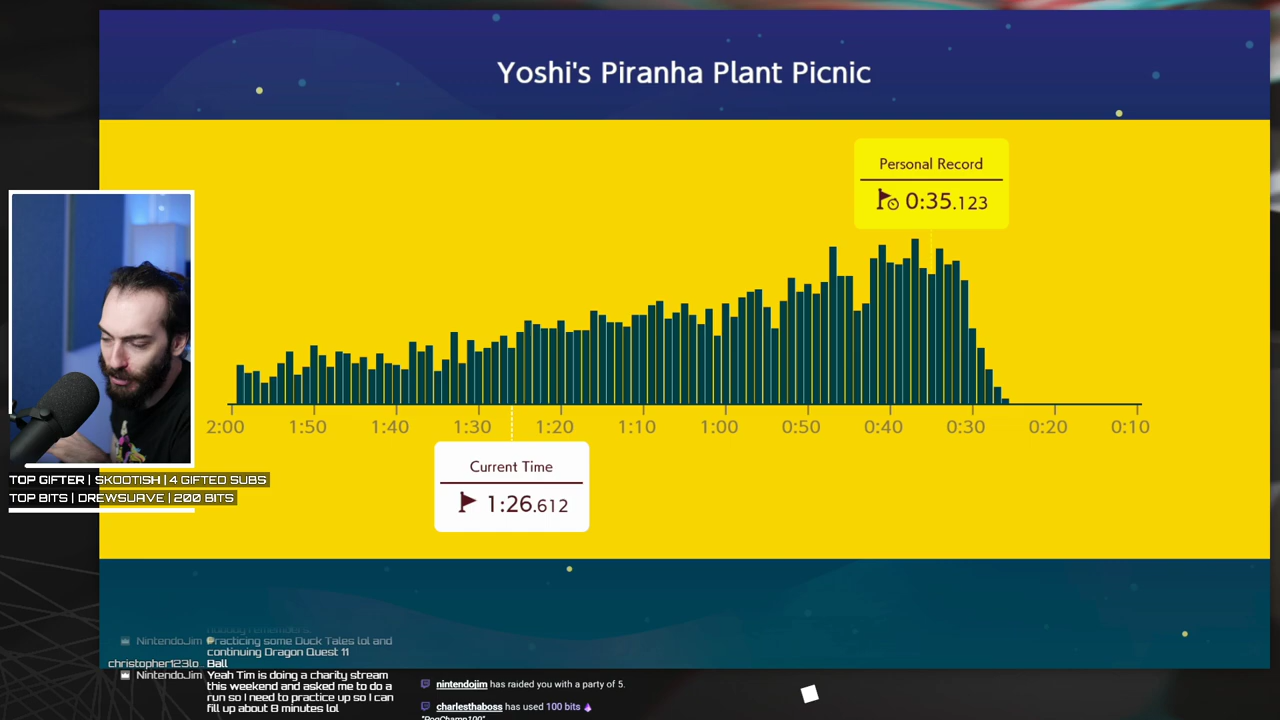 Yoshi's Piranha Plant Picnic
Personal Record
0:35.123
2:00 1:50 1:40 1:30 1:20 1:10 1:00 0:50 0:40 0:30 0:20 0:10
Current Time
1:26.612
TOP GIFTER | SKOOTISH | 4 GIFTED SUBS
TOP BITS | DREWSUAVE | 200 BITS
NintendoJim Practicing some Duck Tales lol and
continuing Dragon Quest 11
christopher123lo.. Ball
NintendoJim Yeah Tim is doing a charity stream
this weekend and asked me to do a
run so I need to practice up so I can
fill up about 8 minutes lol
nintendojim has raided you with a party of 5.
charlesthaboss has used 100 bits
"PogChamp100"